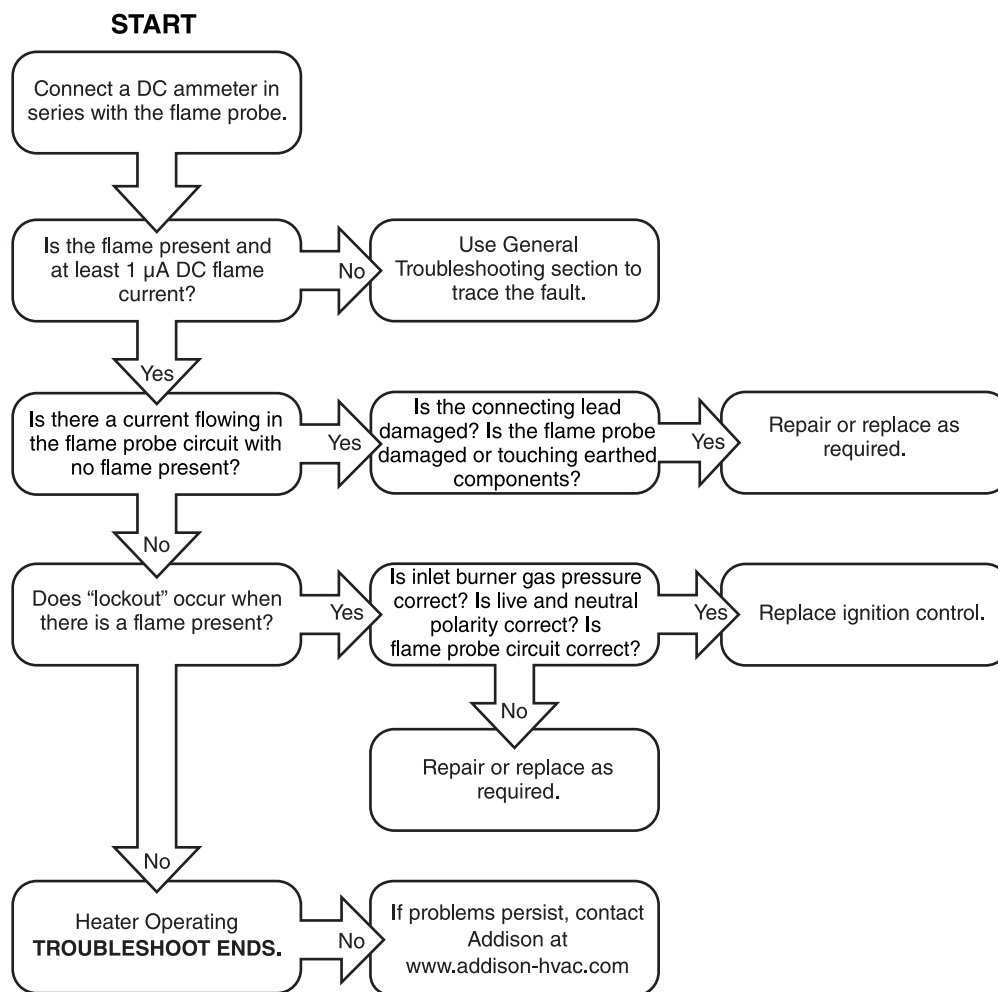 START
Connect a DC ammeter in
series with the flame probe.
Is the flame present and
at least 1 µA DC flame
current?
No
Use General
Troubleshooting section to
trace the fault.
Yes
Is there a current flowing in
the flame probe circuit with
no flame present?
Yes
Is the connecting lead
damaged? Is the flame probe
damaged or touching earthed
components?
Yes
Repair or replace as
required.
No
Does “lockout” occur when
there is a flame present?
Yes
Is inlet burner gas pressure
correct? Is live and neutral
polarity correct? Is
flame probe circuit correct?
Yes
Replace ignition control.
No
Repair or replace as
required.
No
Heater Operating
TROUBLESHOOT ENDS.
No
If problems persist, contact
Addison at
www.addison-hvac.com